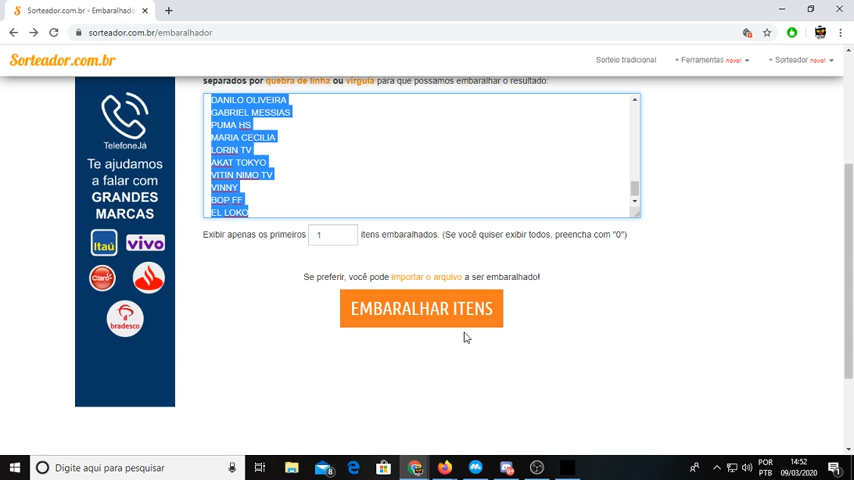 Sorteador.com.br - Embaralhador
sorteador.com.br/embaralhador
Sorteador.com.br
Sorteio tradicional
+ Ferramentas novo!
+ Sorteador novo!
separados por quebra de linha ou vírgula para que possamos embaralhar o resultado:
DANILO OLIVEIRA
GABRIEL MESSIAS
PUMA HS
MARIA CECILIA
LORIN TV
AKAT TOKYO
VITIN NIMO TV
VINNY
BOP FF
EL LOKO
TelefoneJá
Te ajudamos
a falar com
GRANDES
MARCAS
Itaú
vivo
Claro
bradesco
Exibir apenas os primeiros 1 itens embaralhados. (Se você quiser exibir todos, preencha com "0")
Se preferir, você pode importar o arquivo a ser embaralhado!
EMBARALHAR ITENS
Digite aqui para pesquisar
POR
PTB
14:52
09/03/2020